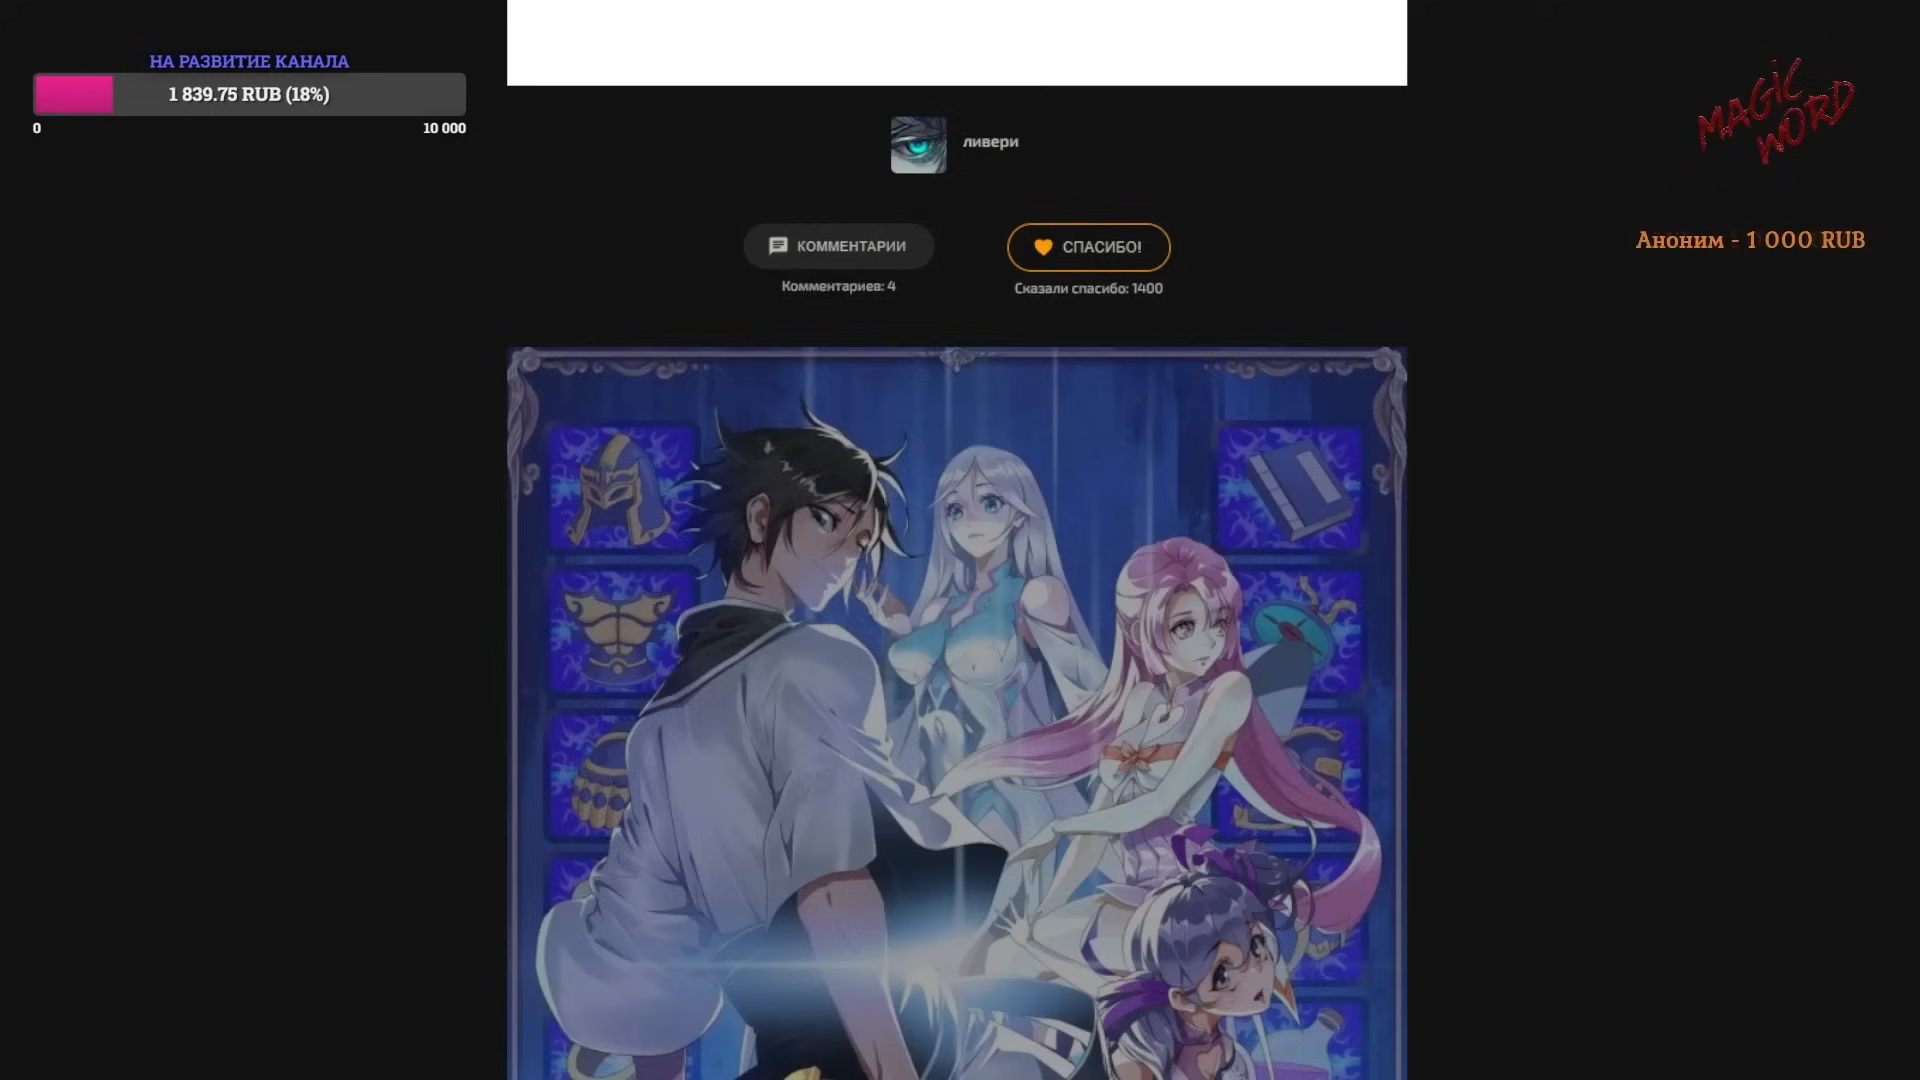 НА РАЗВИТИЕ КАНАЛА
1 839.75 RUB (18%)
0
10 000
ливери
КОММЕНТАРИИ
СПАСИБО!
Комментариев: 4
Сказали спасибо: 1400
MAGIC
WORD
Аноним - 1 000 RUB